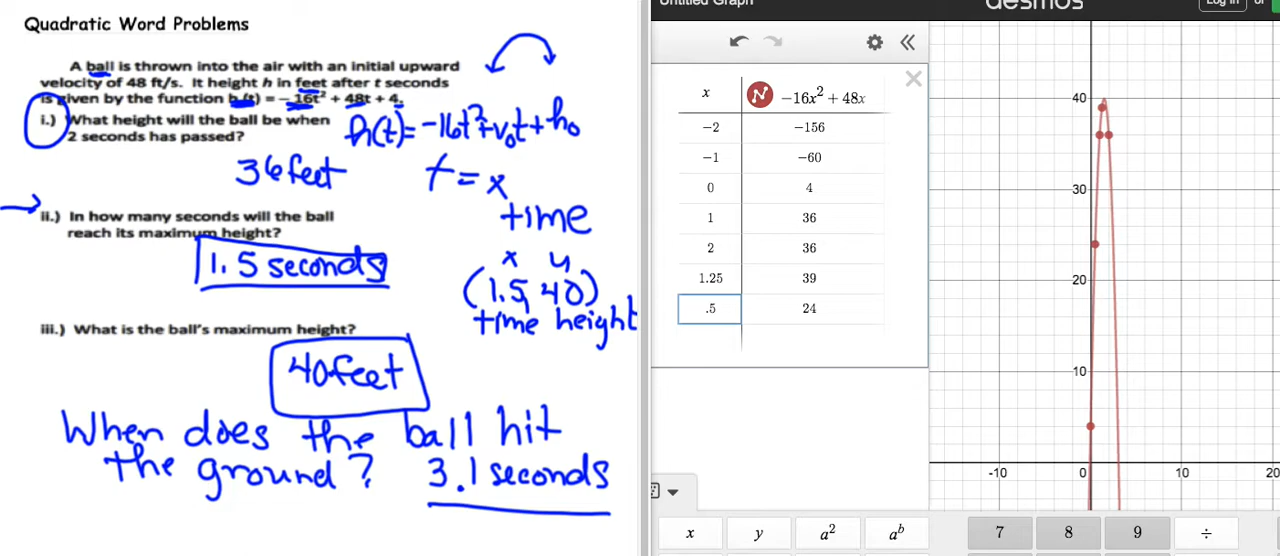 Quadratic Word Problems
A ball is thrown into the air with an initial upward
velocity of 48 ft/s. It height h in feet after t seconds
is given by the function h(t) = −16t² + 48t + 4.
i.) What height will the ball be when
2 seconds has passed?
h(t)=-16t²+v₀t+h₀
36 feet
t = x
time
ii.) In how many seconds will the ball
reach its maximum height?
1.5 seconds
x y
(1.5, 40)
time height
iii.) What is the ball's maximum height?
40 feet
When does the ball hit
the ground? 3.1 seconds
Untitled Graph
desmos
Log In or
x −16x² + 48x
−2 −156
−1 −60
0 4
1 36
2 36
1.25 39
.5 24
40
30
20
10
-10 0 10 20
x y a² aᵇ 7 8 9 ÷